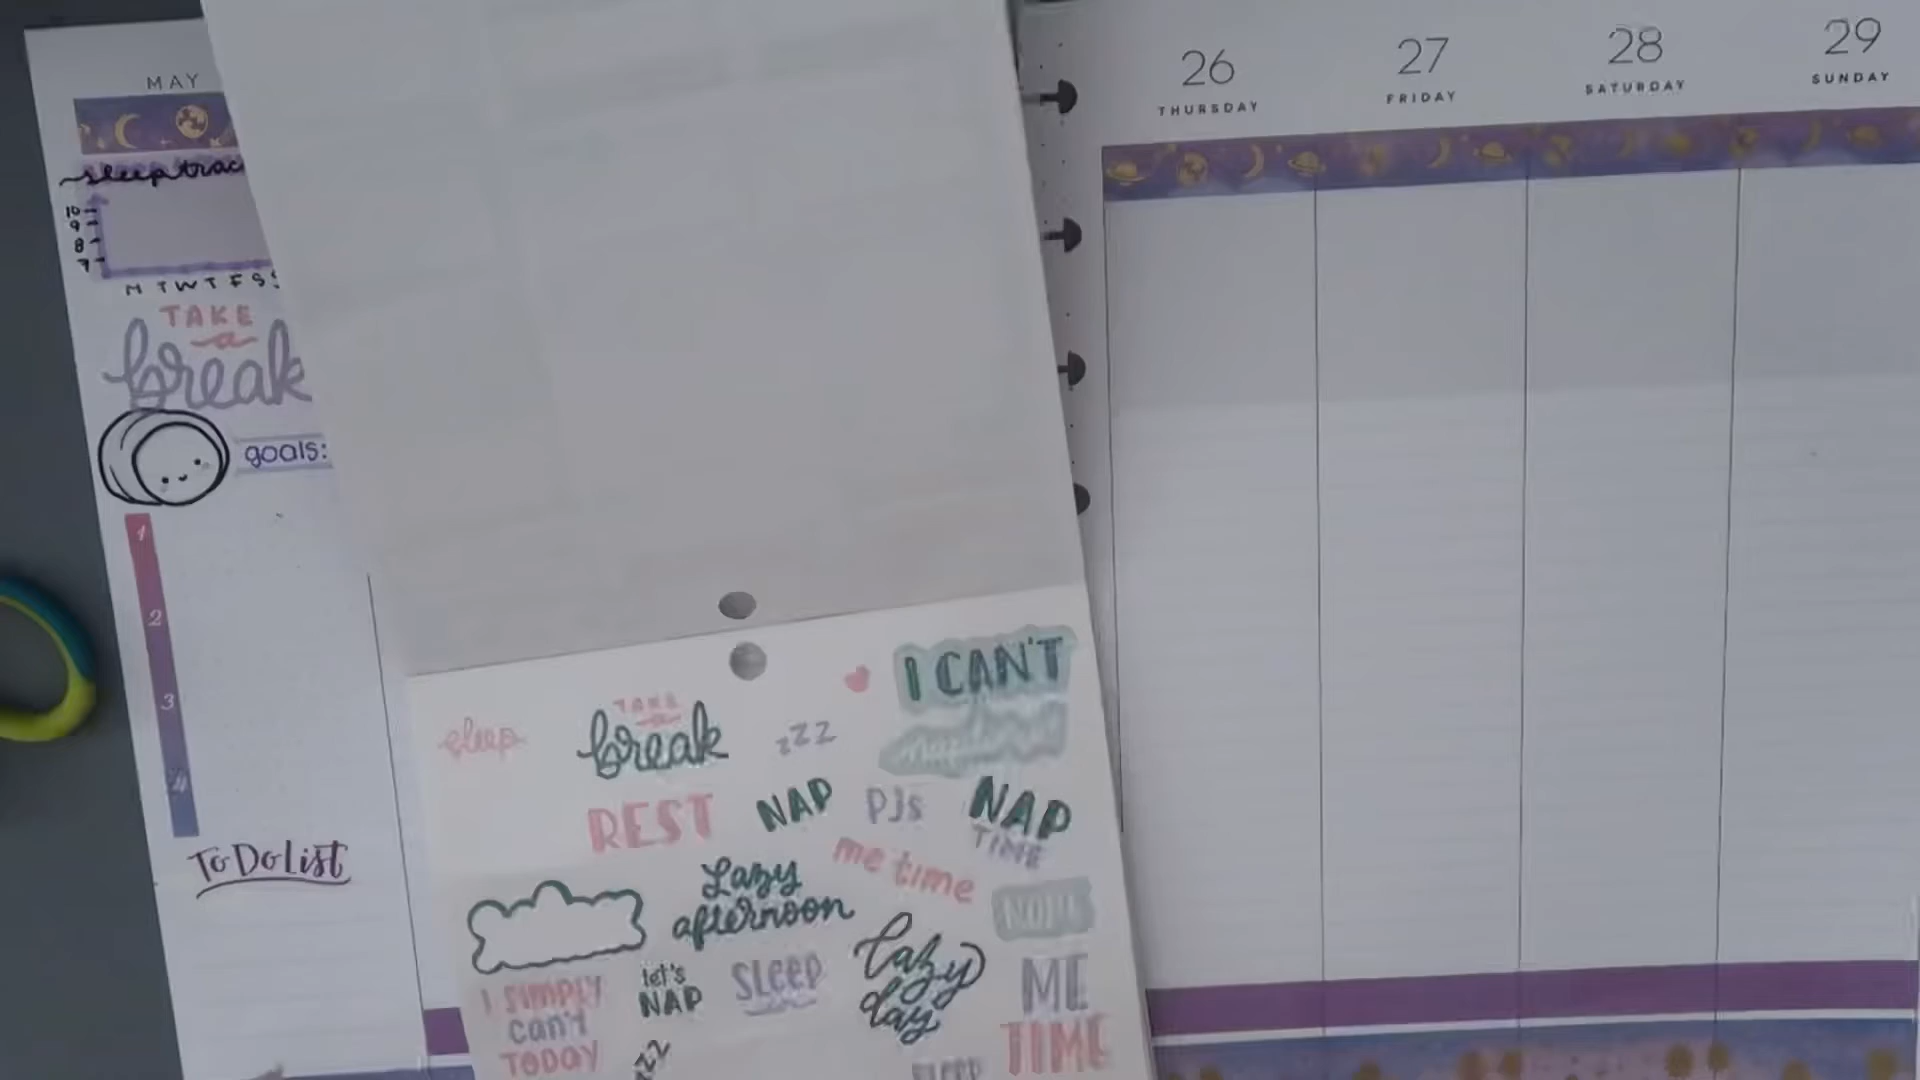 MAY
10
9
8
7
M T W T F S S
TAKE
a
break
goals:
1
2
3
4
To Do List
26
THURSDAY
27
FRIDAY
28
SATURDAY
29
SUNDAY
sleep
TAKE
a
break
zzz
I CAN'T
REST
NAP
PJs
NAP
TIME
me time
Lazy
afternoon
NOPE
I SIMPLY
can't
TODAY
let's
NAP
SLEEP
lazy
day
ME
TIME
zz
SLEEP